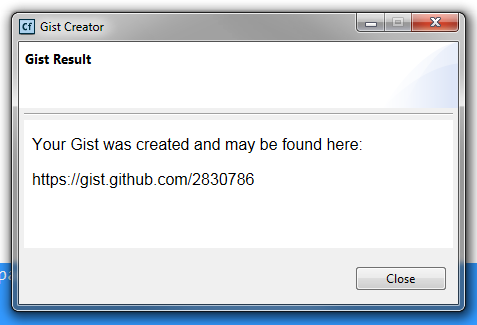 Cf Gist Creator
Gist Result
Your Gist was created and may be found here:
https://gist.github.com/2830786
Close